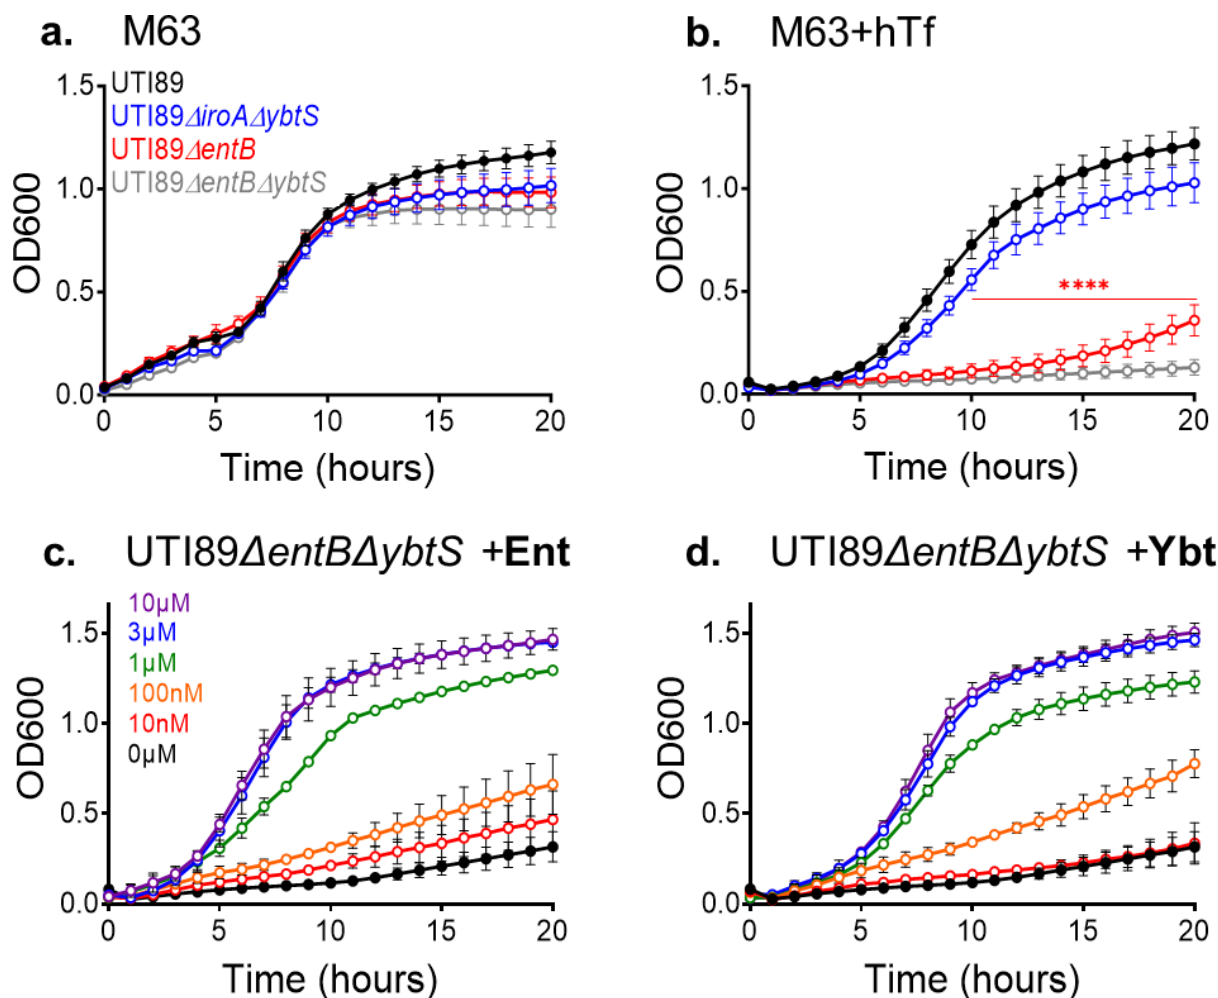 a. M63
1.5
1.0
0.5
0.0
OD600
UTI89
UTI89ΔiroAΔybtS
UTI89ΔentB
UTI89ΔentBΔybtS
0 5 10 15 20
Time (hours)
b. M63+hTf
1.5
1.0
0.5
0.0
OD600
****
0 5 10 15 20
Time (hours)
c. UTI89ΔentBΔybtS +Ent
1.5
1.0
0.5
0.0
OD600
10µM
3µM
1µM
100nM
10nM
0µM
0 5 10 15 20
Time (hours)
d. UTI89ΔentBΔybtS +Ybt
1.5
1.0
0.5
0.0
OD600
0 5 10 15 20
Time (hours)